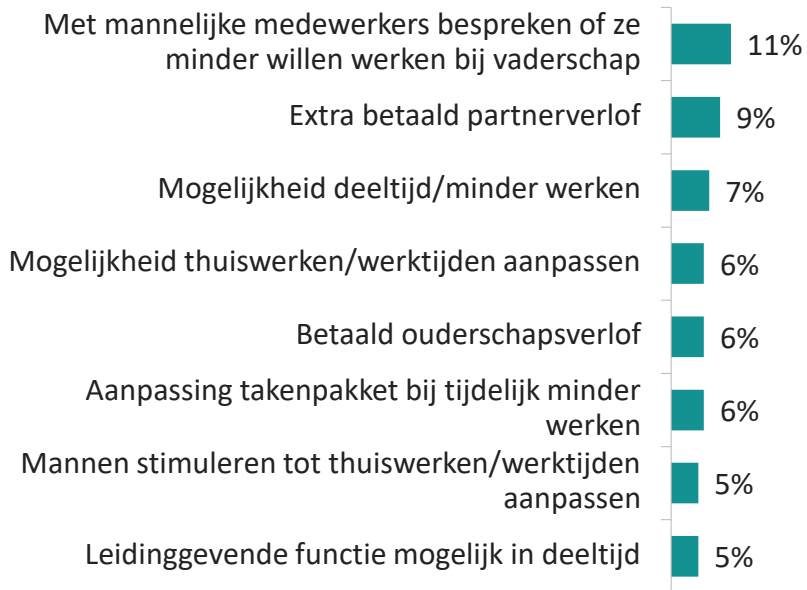 Met mannelijke medewerkers bespreken of ze
minder willen werken bij vaderschap
11%
Extra betaald partnerverlof
9%
Mogelijkheid deeltijd/minder werken
7%
Mogelijkheid thuiswerken/werktijden aanpassen
6%
Betaald ouderschapsverlof
6%
Aanpassing takenpakket bij tijdelijk minder
werken
6%
Mannen stimuleren tot thuiswerken/werktijden
aanpassen
5%
Leidinggevende functie mogelijk in deeltijd
5%